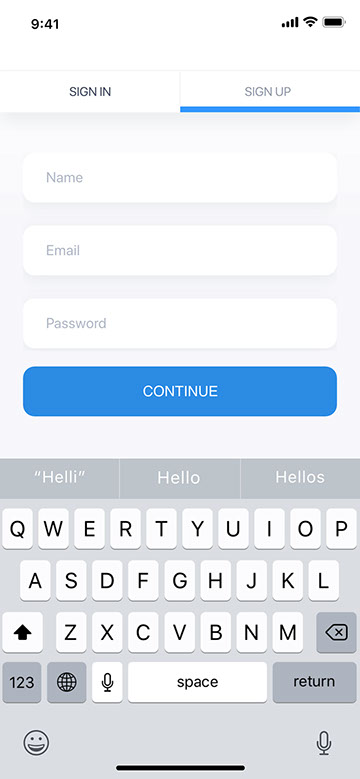 9:41
SIGN IN SIGN UP
Name
Email
Password
CONTINUE
“Helli” Hello Hellos
Q W E R T Y U I O P
A S D F G H J K L
Z X C V B N M
123 space return